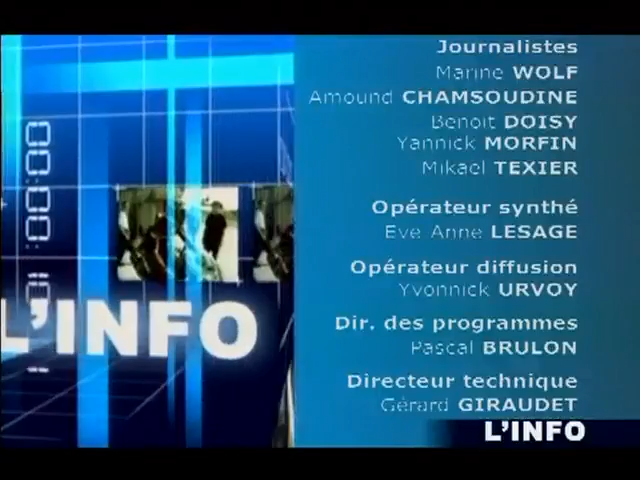 Journalistes
Marine WOLF
Amound CHAMSOUDINE
Benoit DOISY
Yannick MORFIN
Mikael TEXIER
Opérateur synthé
Eve Anne LESAGE
Opérateur diffusion
Yvonnick URVOY
Dir. des programmes
Pascal BRULON
Directeur technique
Gérard GIRAUDET
L'INFO
L'INFO